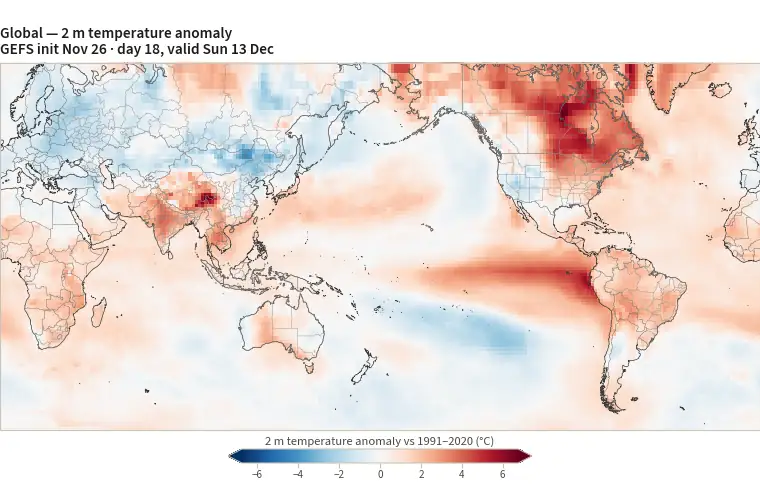 Global — 2 m temperature anomaly
GEFS init Nov 26 · day 18, valid Sun 13 Dec
2 m temperature anomaly vs 1991–2020 (°C)
−6 −4 −2 0 2 4 6